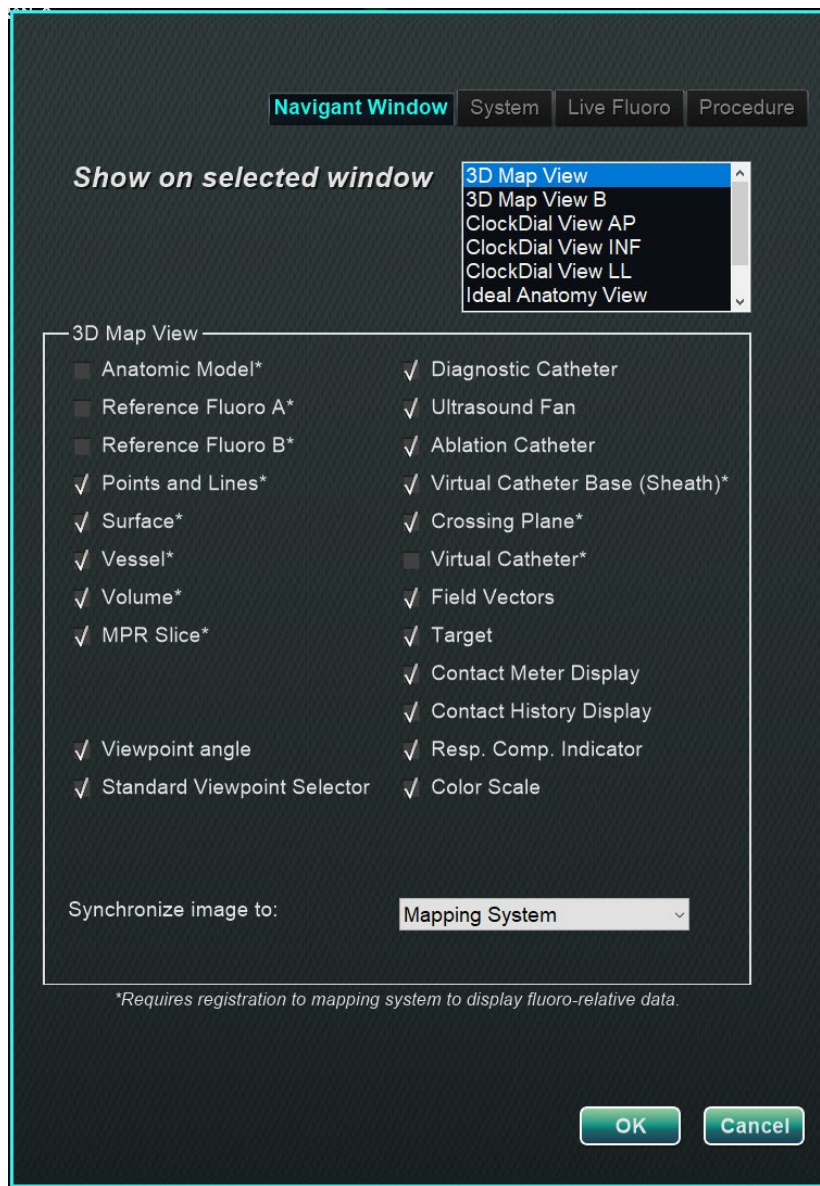 Navigant Window System Live Fluoro Procedure
Show on selected window
3D Map View
3D Map View B
ClockDial View AP
ClockDial View INF
ClockDial View LL
Ideal Anatomy View
3D Map View
Anatomic Model* Diagnostic Catheter
Reference Fluoro A* Ultrasound Fan
Reference Fluoro B* Ablation Catheter
Points and Lines* Virtual Catheter Base (Sheath)*
Surface* Crossing Plane*
Vessel* Virtual Catheter*
Volume* Field Vectors
MPR Slice* Target
Contact Meter Display
Contact History Display
Viewpoint angle Resp. Comp. Indicator
Standard Viewpoint Selector Color Scale
Synchronize image to: Mapping System
*Requires registration to mapping system to display fluoro-relative data.
OK Cancel